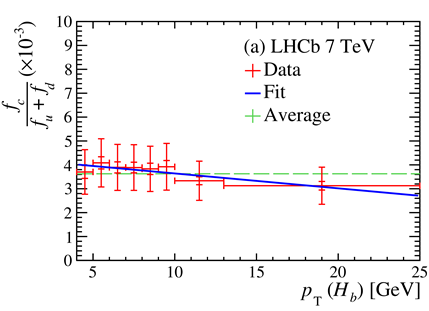 (a) LHCb 7 TeV
Data
Fit
Average
f_c / (f_u + f_d) (×10⁻³)
10
9
8
7
6
5
4
3
2
1
0
5 10 15 20 25
p_T (H_b) [GeV]